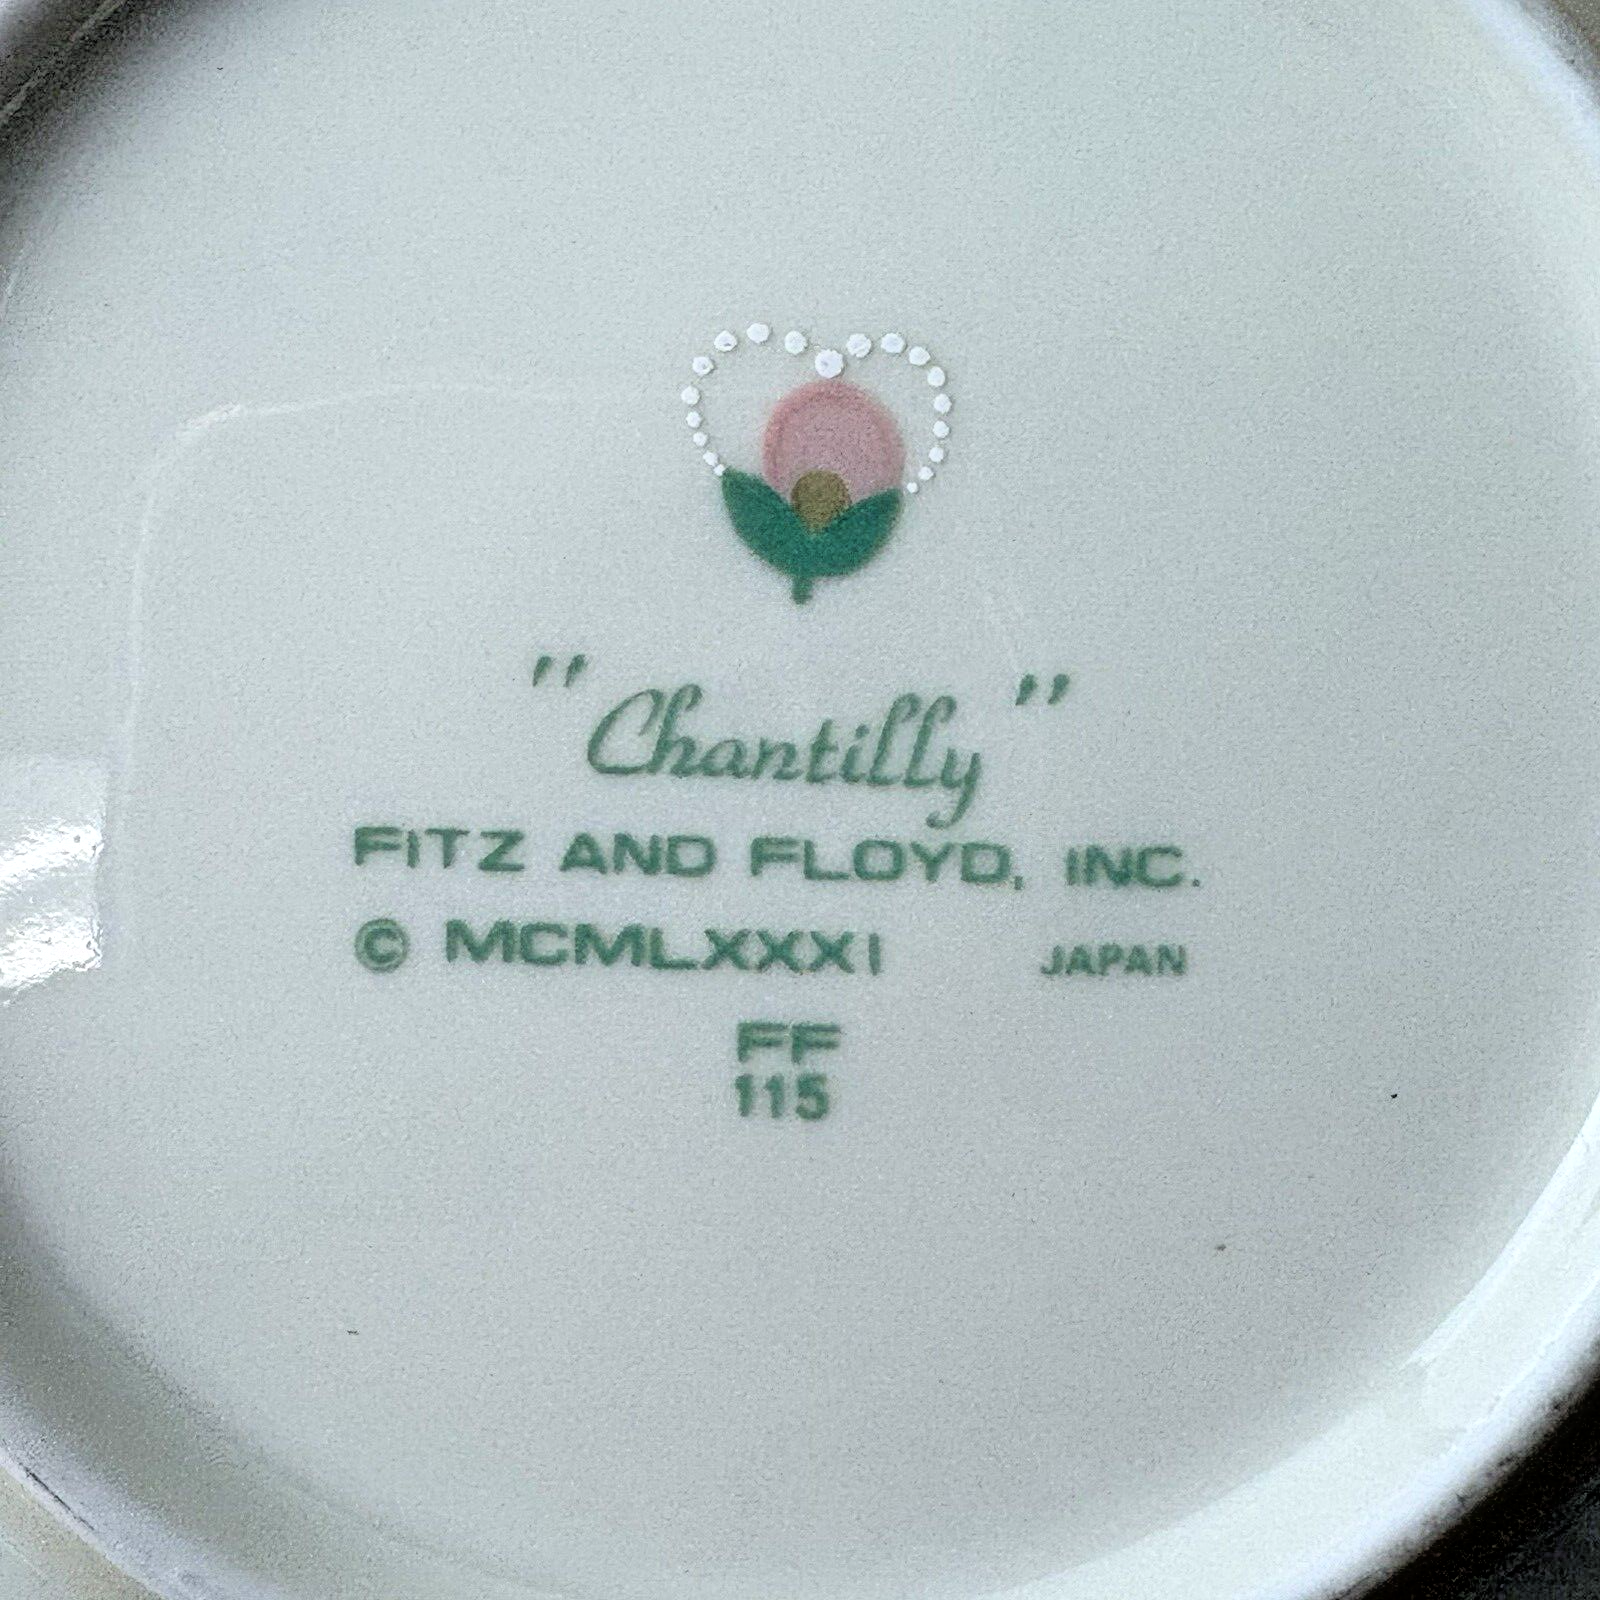 "Chantilly"
FITZ AND FLOYD, INC.
© MCMLXXXI JAPAN
FF
115